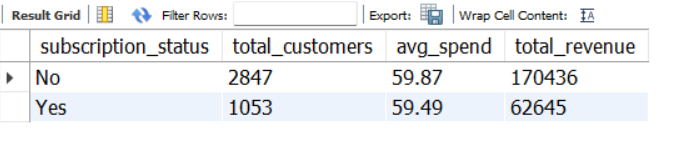 Result Grid Filter Rows: Export: Wrap Cell Content: IA
subscription_status total_customers avg_spend total_revenue
No 2847 59.87 170436
Yes 1053 59.49 62645